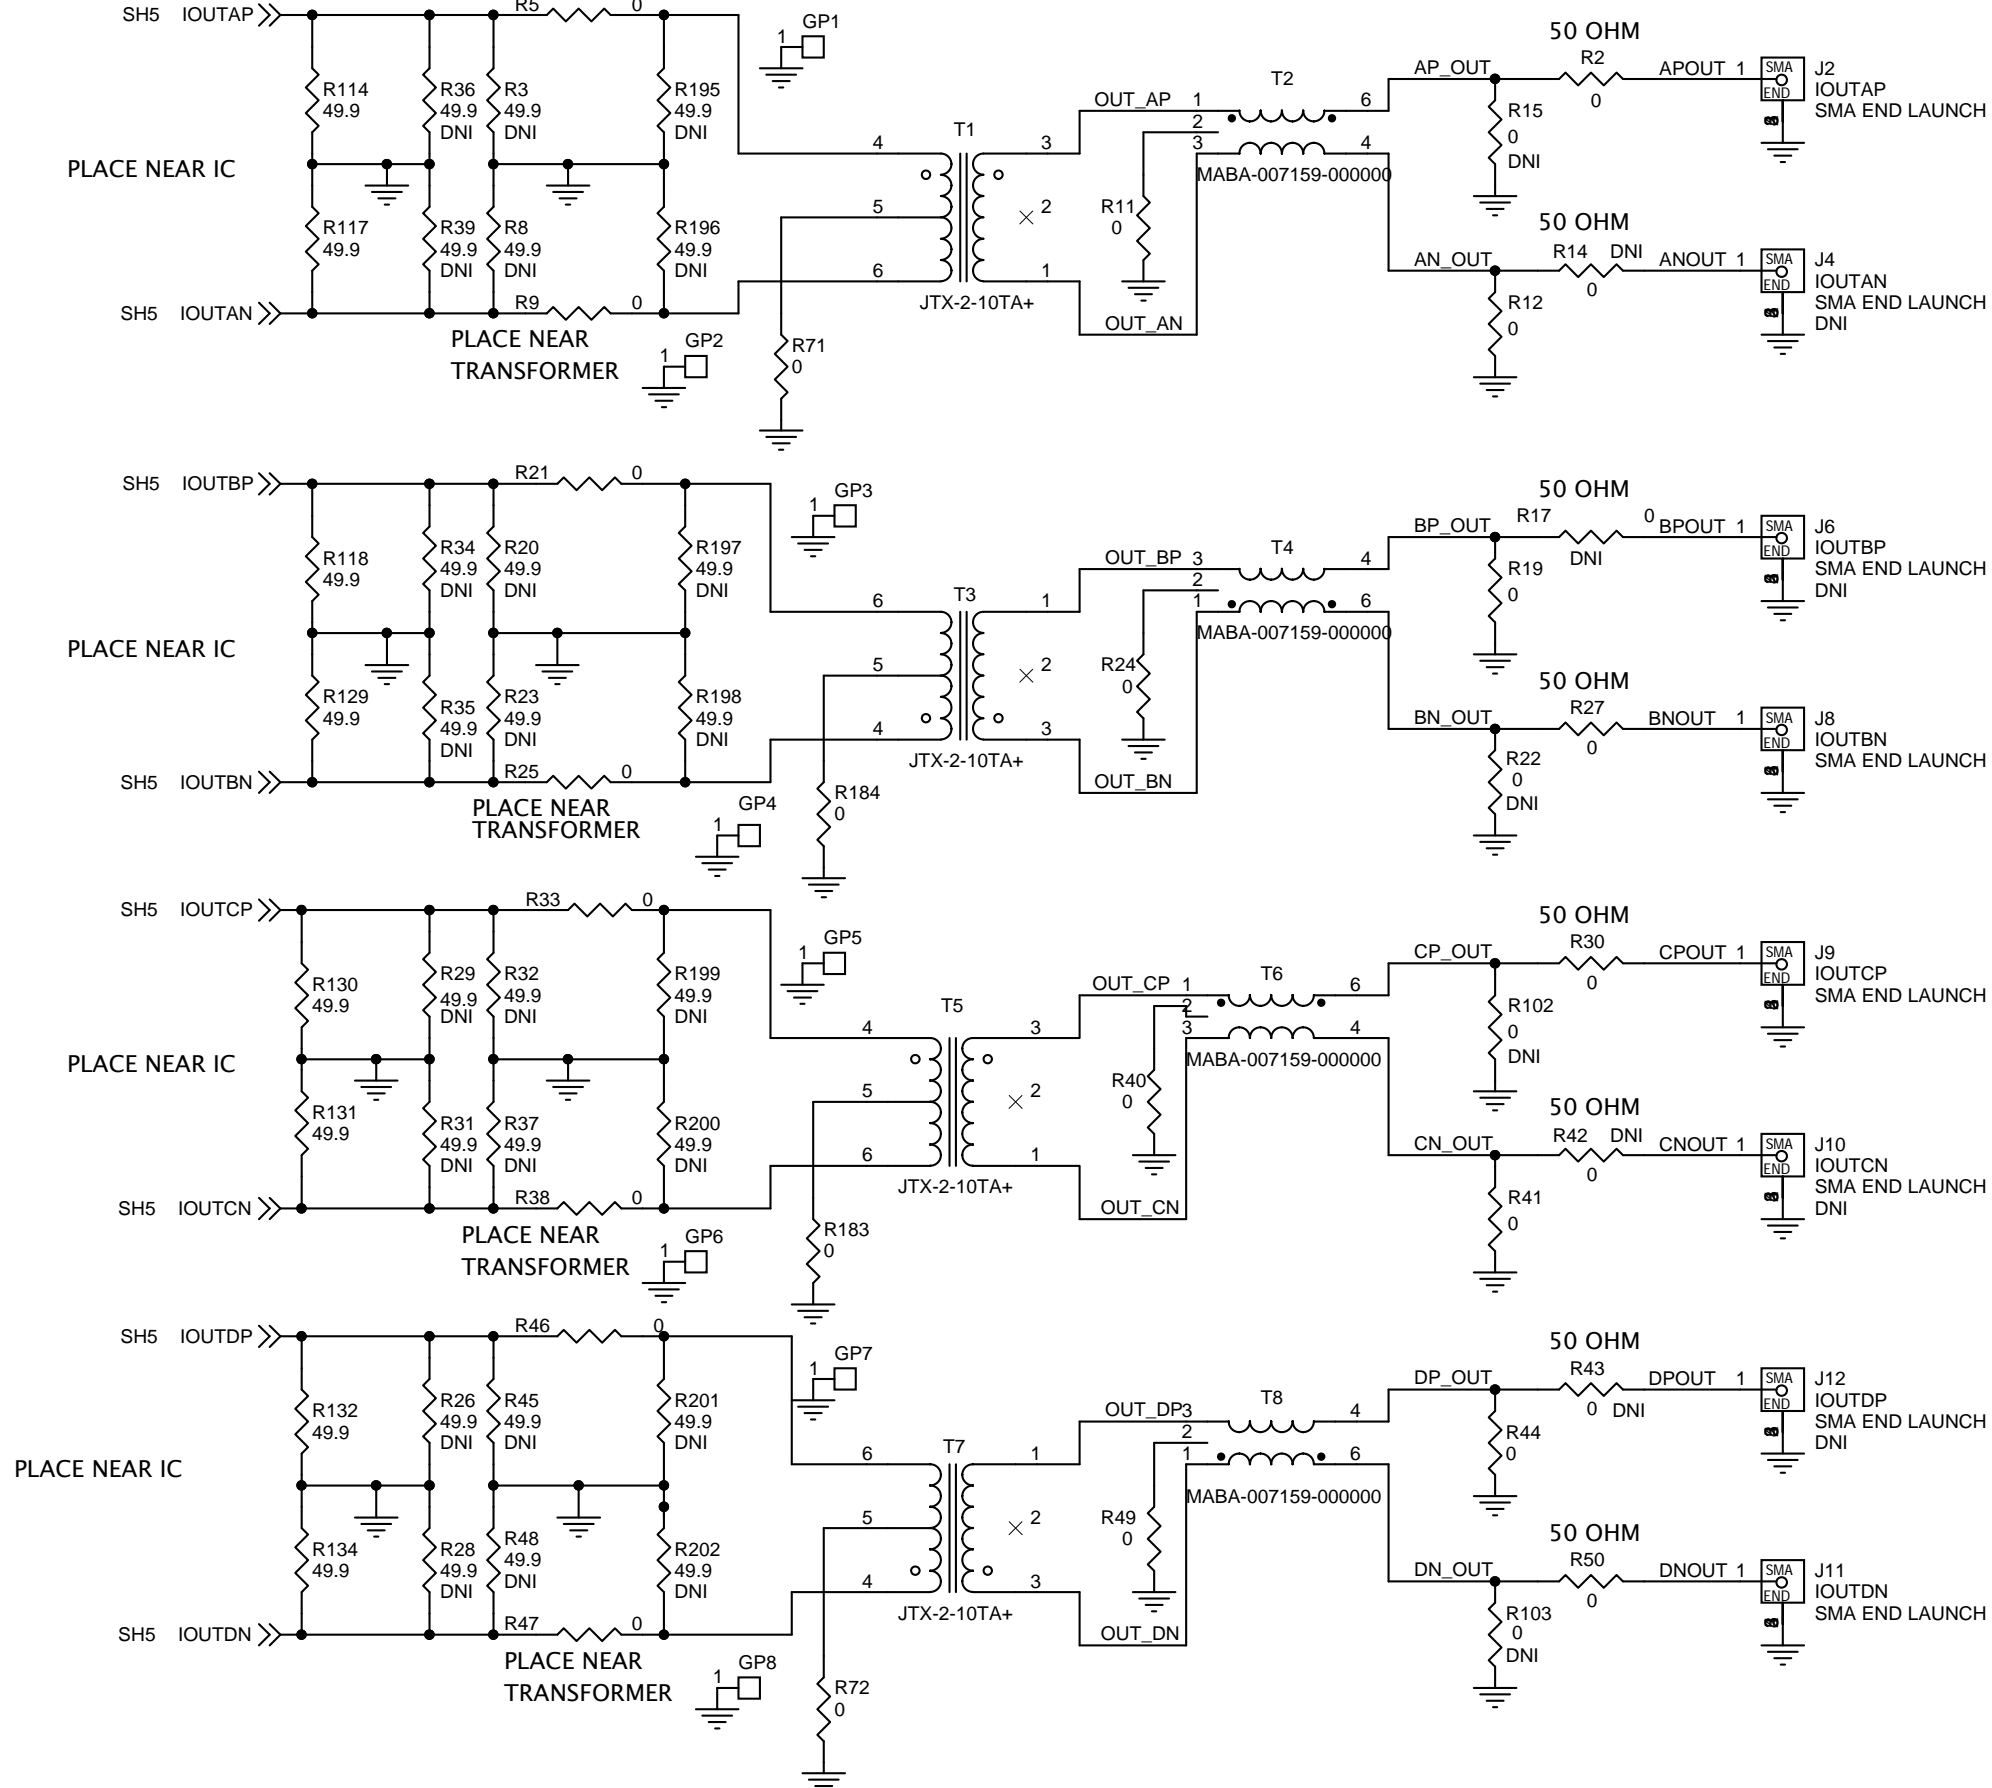 SH5 IOUTAP
R5 0
R114
49.9
R36
49.9
DNI
R3
49.9
DNI
R195
49.9
DNI
PLACE NEAR IC
R117
49.9
R39
49.9
DNI
R8
49.9
DNI
R196
49.9
DNI
SH5 IOUTAN
R9 0
PLACE NEAR
TRANSFORMER
1 GP1
1 GP2
T1
4
5
6
3
2
1
JTX-2-10TA+
R71
0
OUT_AP 1
2
3
T2
6
4
MABA-007159-000000
R11
0
OUT_AN
AP_OUT
50 OHM
R2
0
APOUT 1
R15
0
DNI
SMA
END
J2
IOUTAP
SMA END LAUNCH
50 OHM
AN_OUT
R14 DNI
0
ANOUT 1
R12
0
SMA
END
J4
IOUTAN
SMA END LAUNCH
DNI
SH5 IOUTBP
R21 0
R118
49.9
R34
49.9
DNI
R20
49.9
DNI
R197
49.9
DNI
PLACE NEAR IC
R129
49.9
R35
49.9
DNI
R23
49.9
DNI
R198
49.9
DNI
SH5 IOUTBN
R25 0
PLACE NEAR
TRANSFORMER
1 GP3
1 GP4
T3
6
5
4
1
2
3
JTX-2-10TA+
R184
0
OUT_BP 3
2
1
T4
4
6
MABA-007159-000000
R24
0
OUT_BN
BP_OUT
50 OHM
R17 0
DNI
BPOUT 1
R19
0
SMA
END
J6
IOUTBP
SMA END LAUNCH
DNI
50 OHM
BN_OUT
R27
0
BNOUT 1
R22
0
DNI
SMA
END
J8
IOUTBN
SMA END LAUNCH
SH5 IOUTCP
R33 0
R130
49.9
R29
49.9
DNI
R32
49.9
DNI
R199
49.9
DNI
PLACE NEAR IC
R131
49.9
R31
49.9
DNI
R37
49.9
DNI
R200
49.9
DNI
SH5 IOUTCN
R38 0
PLACE NEAR
TRANSFORMER
1 GP5
1 GP6
T5
4
5
6
3
2
1
JTX-2-10TA+
R183
0
OUT_CP 1
2
3
T6
6
4
MABA-007159-000000
R40
0
OUT_CN
CP_OUT
50 OHM
R30
0
CPOUT 1
R102
0
DNI
SMA
END
J9
IOUTCP
SMA END LAUNCH
50 OHM
CN_OUT
R42 DNI
0
CNOUT 1
R41
0
SMA
END
J10
IOUTCN
SMA END LAUNCH
DNI
SH5 IOUTDP
R46 0
R132
49.9
R26
49.9
DNI
R45
49.9
DNI
R201
49.9
DNI
PLACE NEAR IC
R134
49.9
R28
49.9
DNI
R48
49.9
DNI
R202
49.9
DNI
SH5 IOUTDN
R47 0
PLACE NEAR
TRANSFORMER
1 GP7
1 GP8
T7
6
5
4
1
2
3
JTX-2-10TA+
R72
0
OUT_DP 3
2
1
T8
4
6
MABA-007159-000000
R49
0
OUT_DN
DP_OUT
50 OHM
R43
0 DNI
DPOUT 1
R44
0
SMA
END
J12
IOUTDP
SMA END LAUNCH
DNI
50 OHM
DN_OUT
R50
0
DNOUT 1
R103
0
DNI
SMA
END
J11
IOUTDN
SMA END LAUNCH